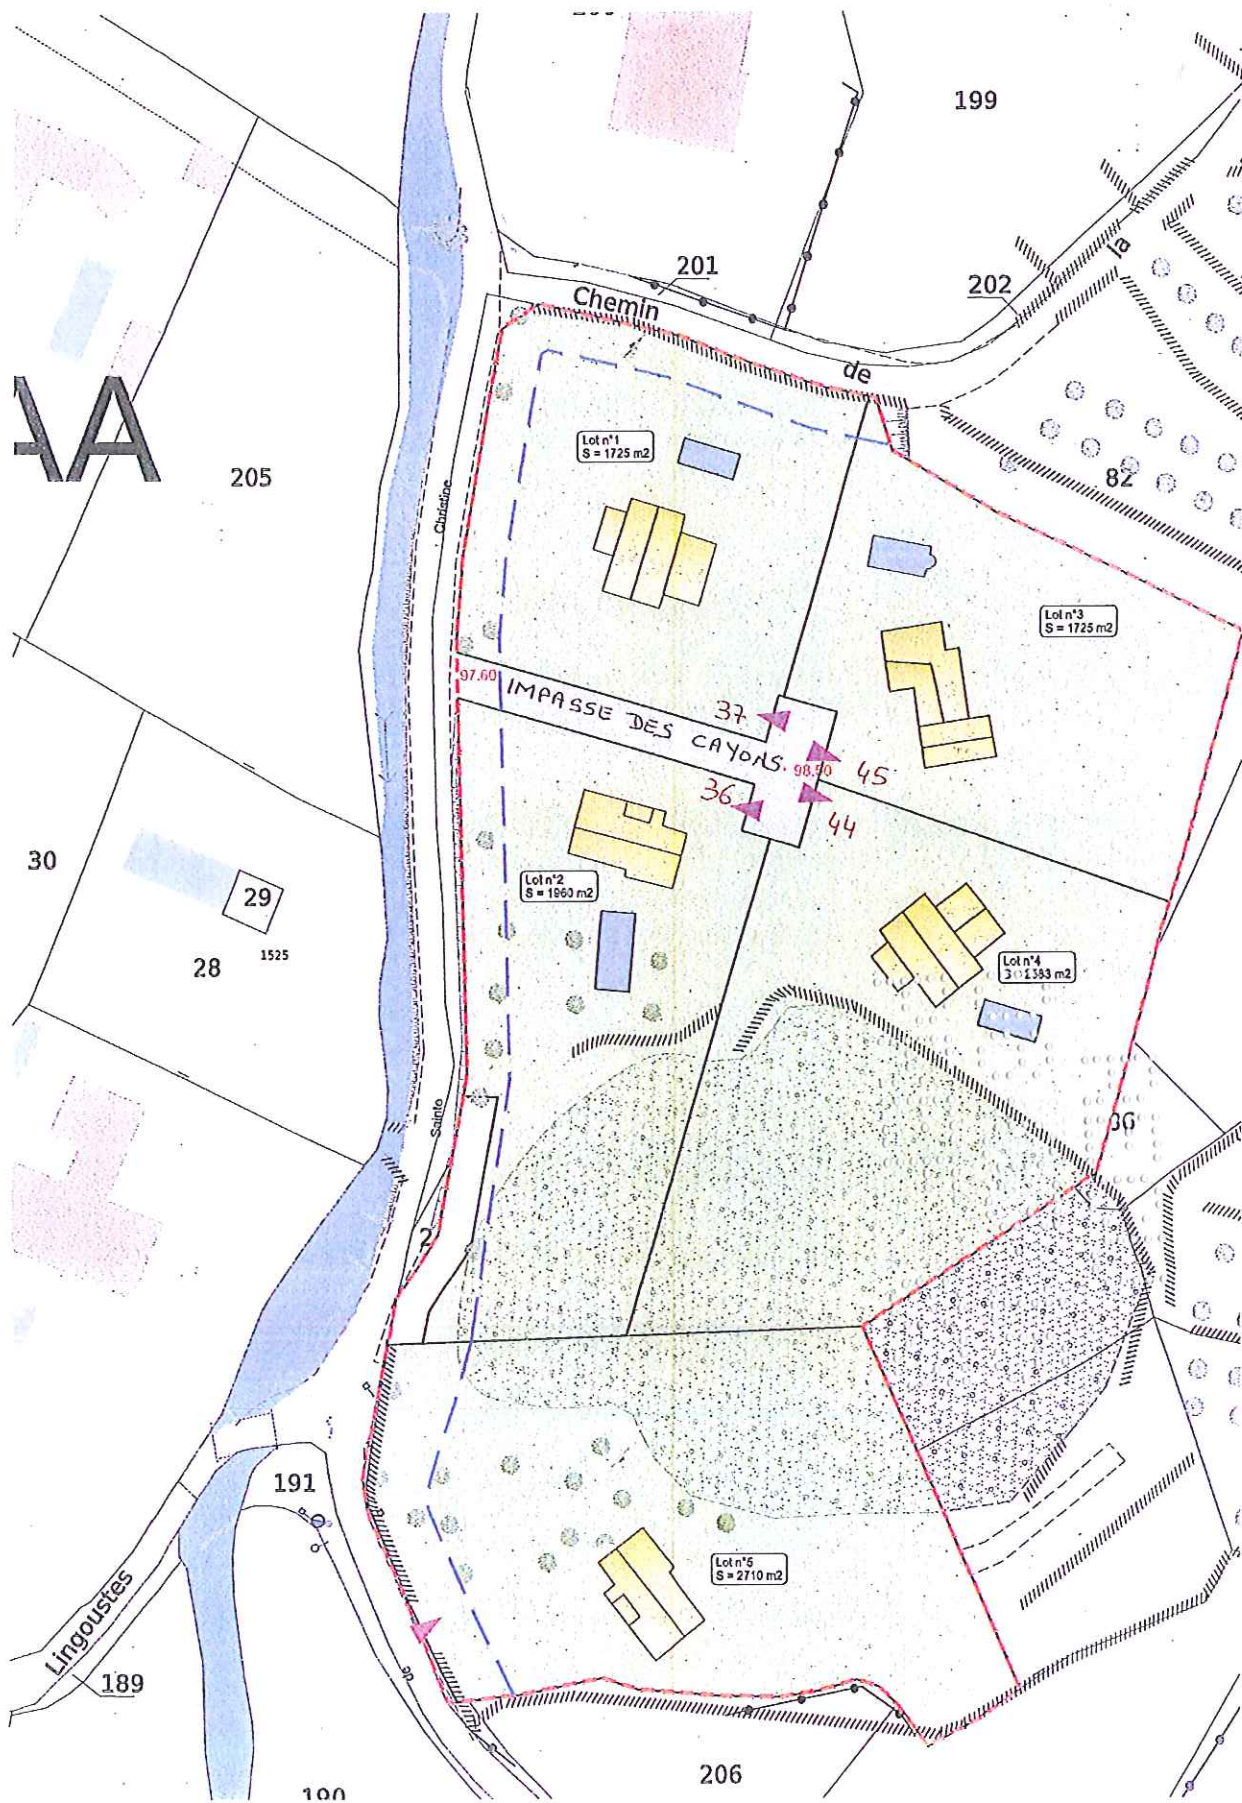 199
201
Chemin
202
la
de
Lot n°1
S = 1725 m2
AA
205
82
Christine
Lot n°3
S = 1725 m2
97.60
IMPASSE DES CAYONS.
37
98.50
45
36
44
30
29
Lot n°2
S = 1960 m2
1525
28
Lot n°4
Sainte
2
191
Lot n°5
S = 2710 m2
Lingoustes
de
189
206
190